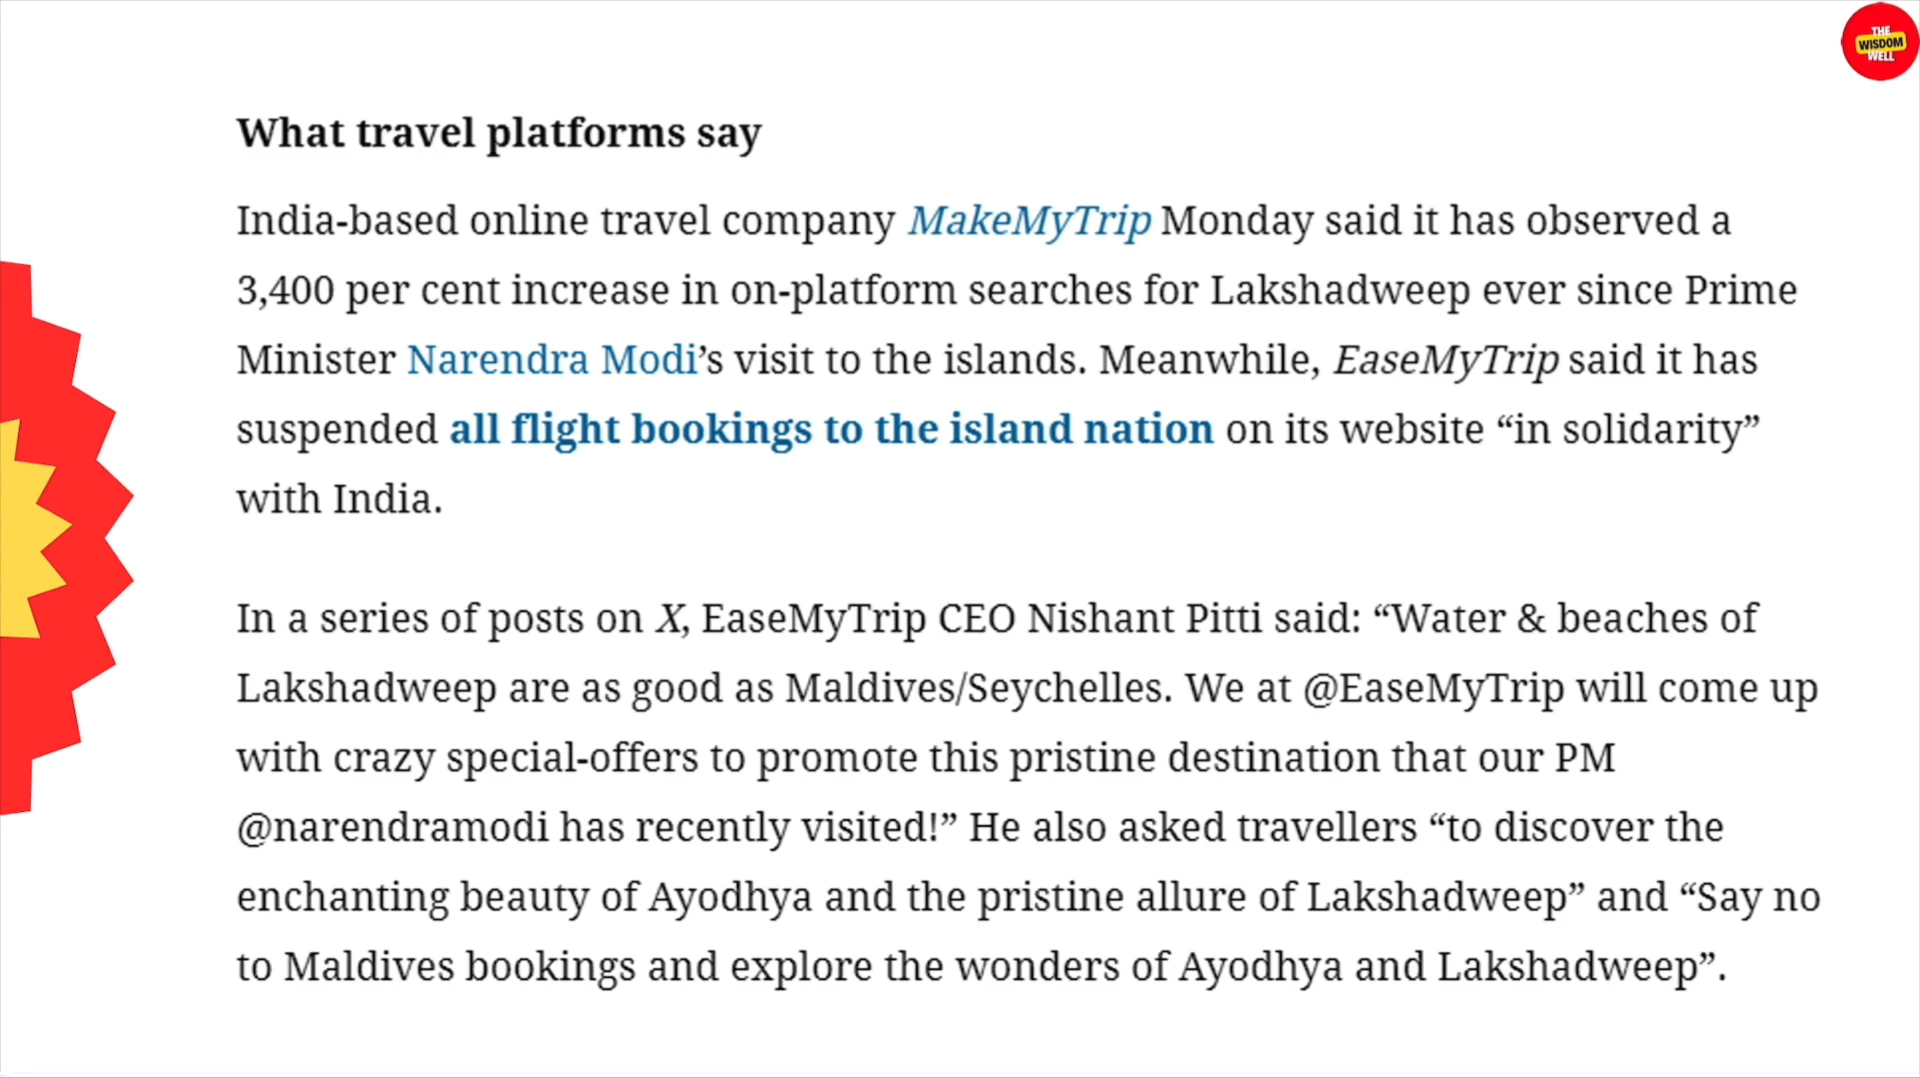 THE
WISDOM
WELL
What travel platforms say
India-based online travel company MakeMyTrip Monday said it has observed a
3,400 per cent increase in on-platform searches for Lakshadweep ever since Prime
Minister Narendra Modi’s visit to the islands. Meanwhile, EaseMyTrip said it has
suspended all flight bookings to the island nation on its website “in solidarity”
with India.
In a series of posts on X, EaseMyTrip CEO Nishant Pitti said: “Water & beaches of
Lakshadweep are as good as Maldives/Seychelles. We at @EaseMyTrip will come up
with crazy special-offers to promote this pristine destination that our PM
@narendramodi has recently visited!” He also asked travellers “to discover the
enchanting beauty of Ayodhya and the pristine allure of Lakshadweep” and “Say no
to Maldives bookings and explore the wonders of Ayodhya and Lakshadweep”.